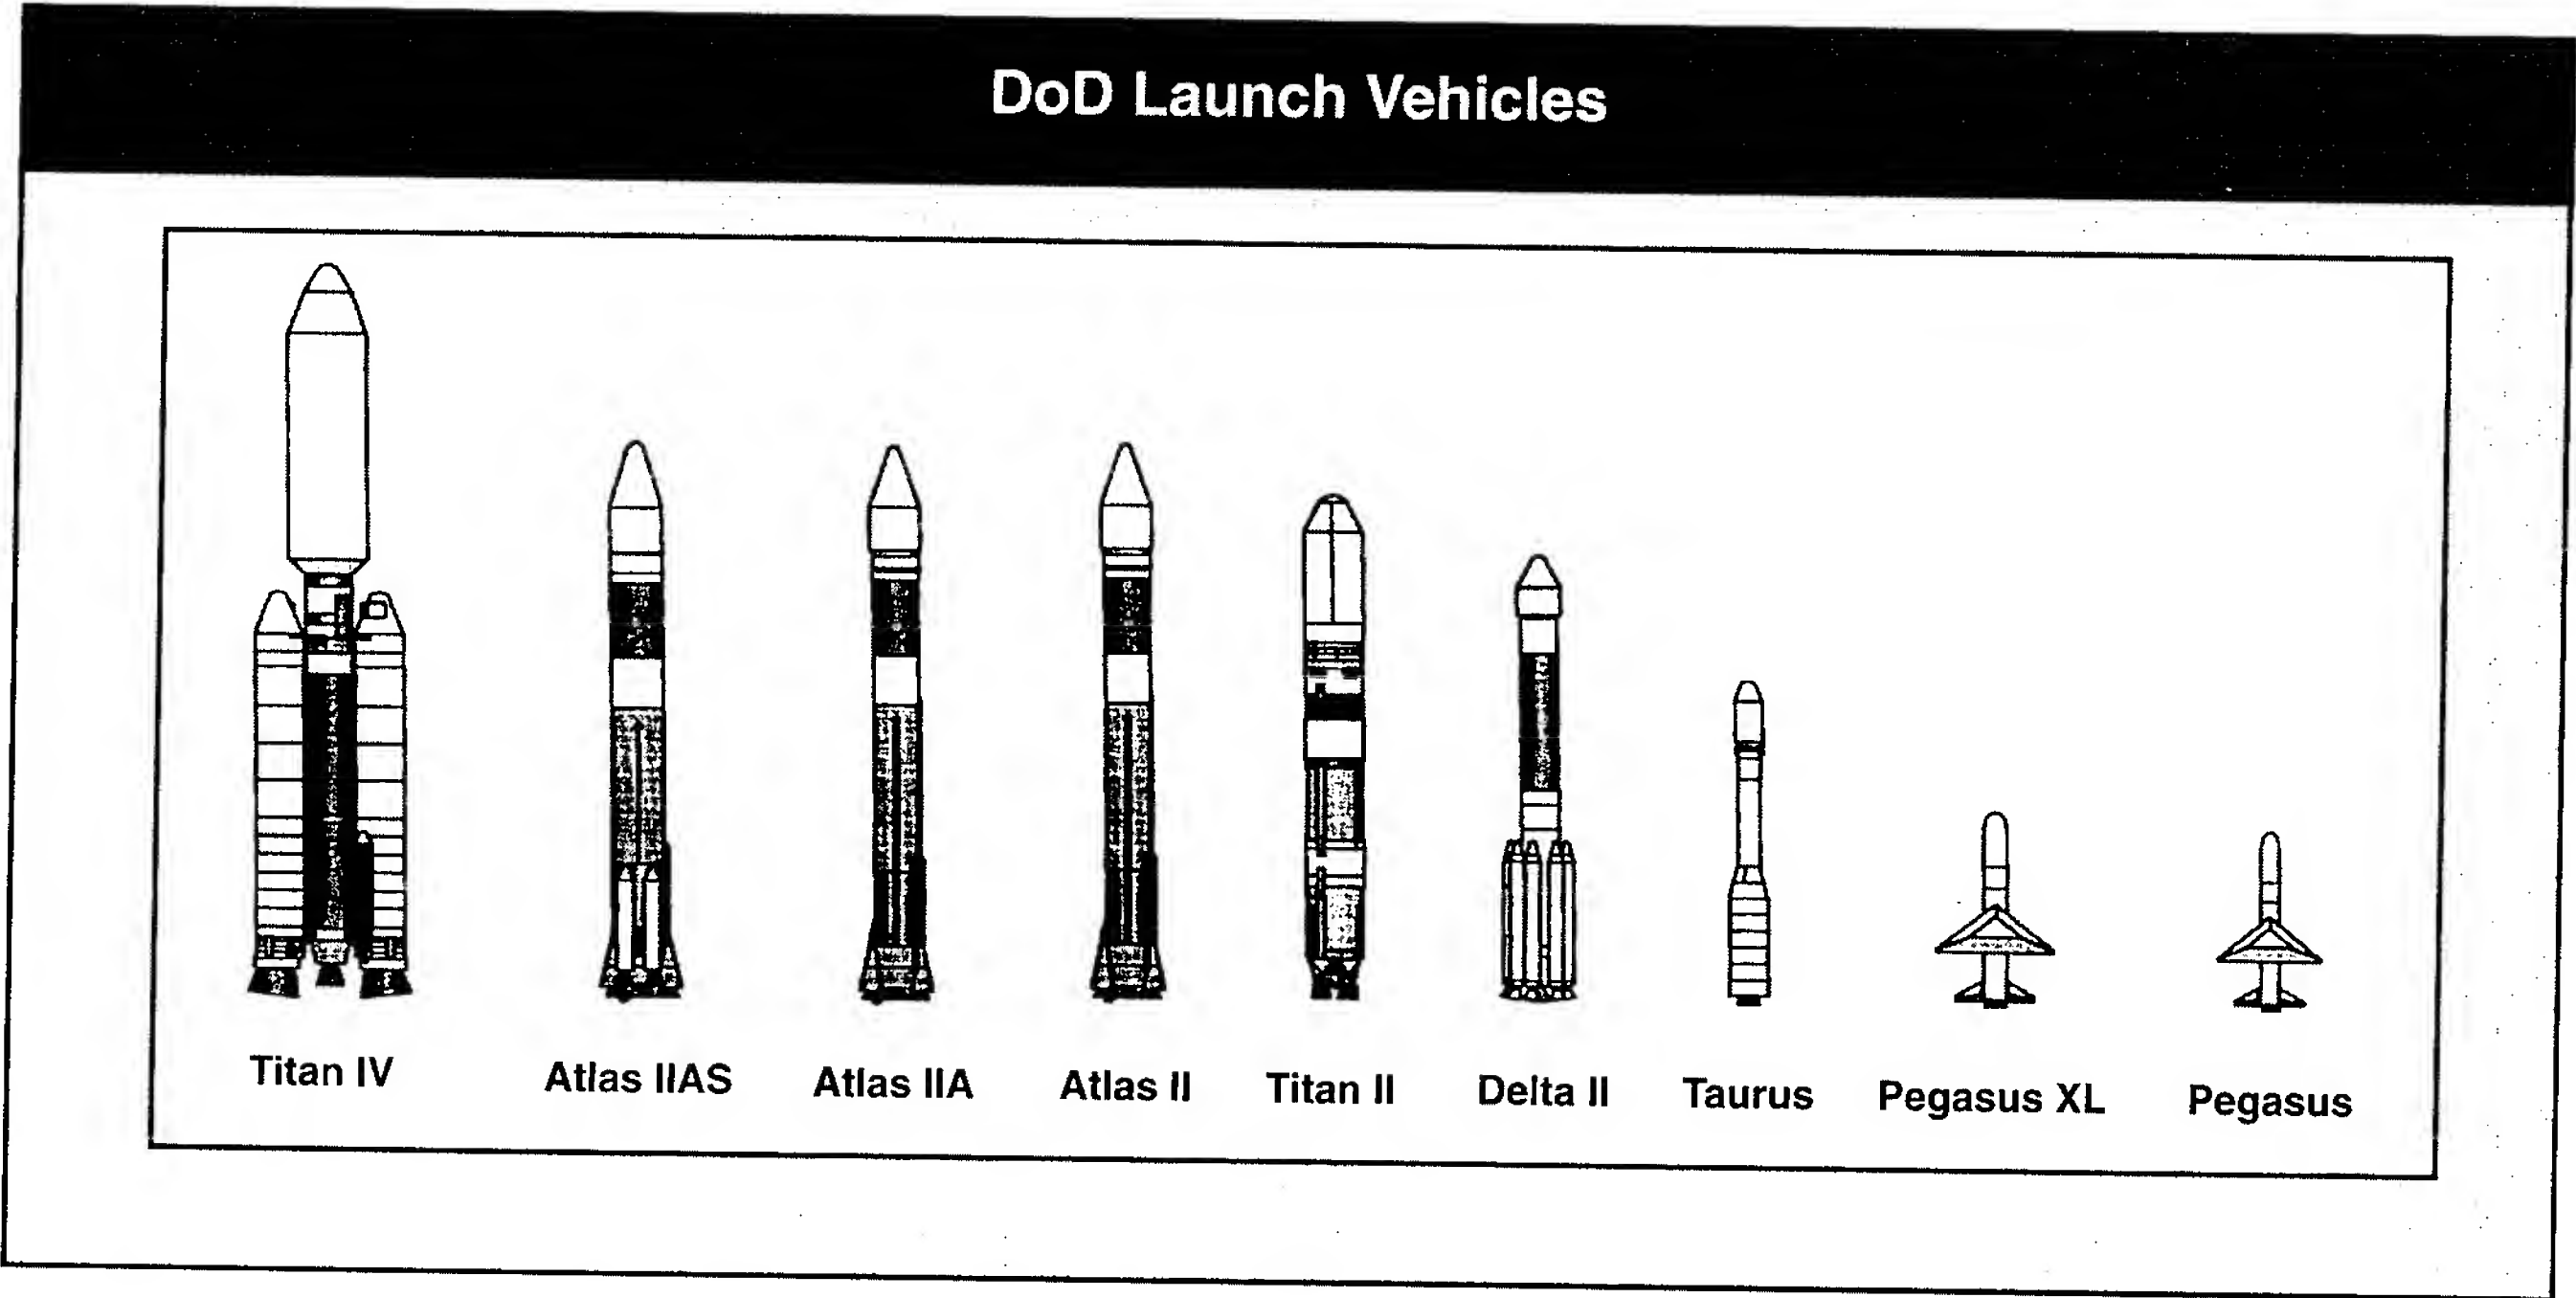 DoD Launch Vehicles
Titan IV
Atlas IIAS
Atlas IIA
Atlas II
Titan II
Delta II
Taurus
Pegasus XL
Pegasus